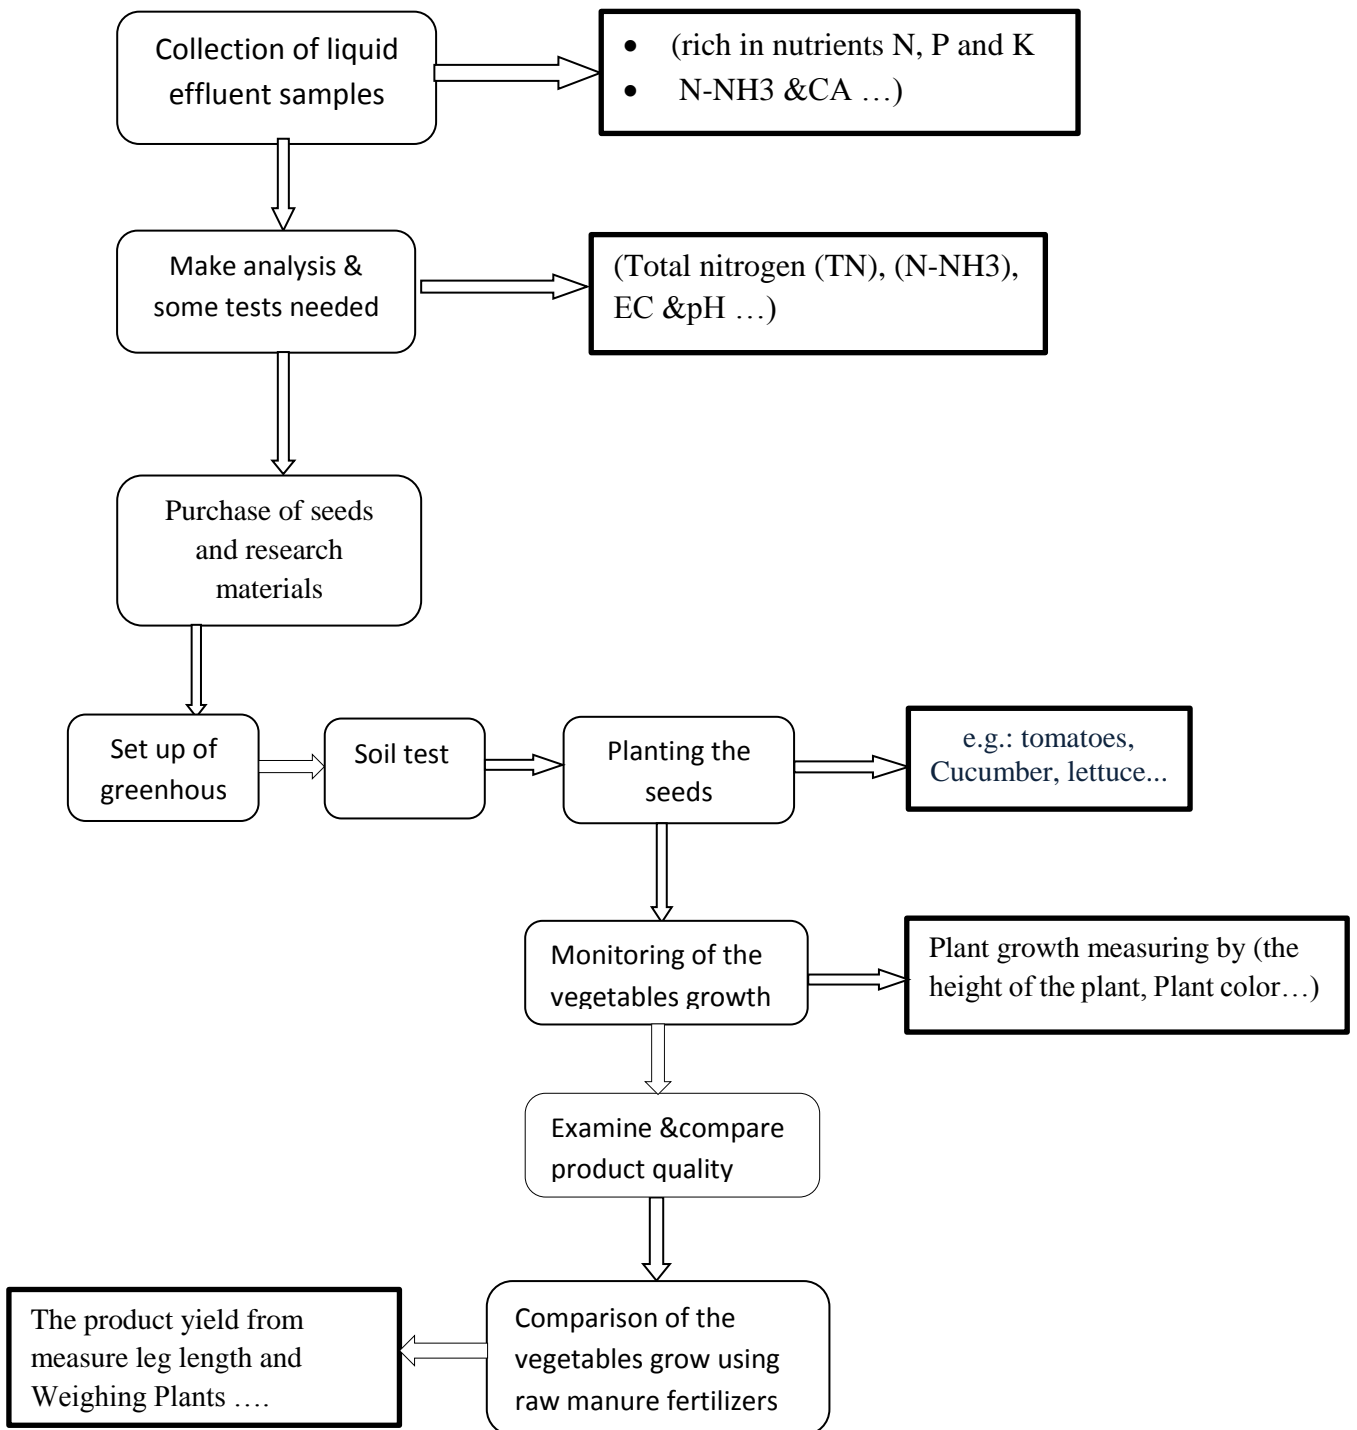 Collection of liquid
effluent samples
• (rich in nutrients N, P and K
• N-NH3 &CA …)
Make analysis &
some tests needed
(Total nitrogen (TN), (N-NH3),
EC &pH …)
Purchase of seeds
and research
materials
Set up of
greenhous
Soil test
Planting the
seeds
e.g.: tomatoes,
Cucumber, lettuce...
Monitoring of the
vegetables growth
Plant growth measuring by (the
height of the plant, Plant color…)
Examine &compare
product quality
The product yield from
measure leg length and
Weighing Plants ….
Comparison of the
vegetables grow using
raw manure fertilizers